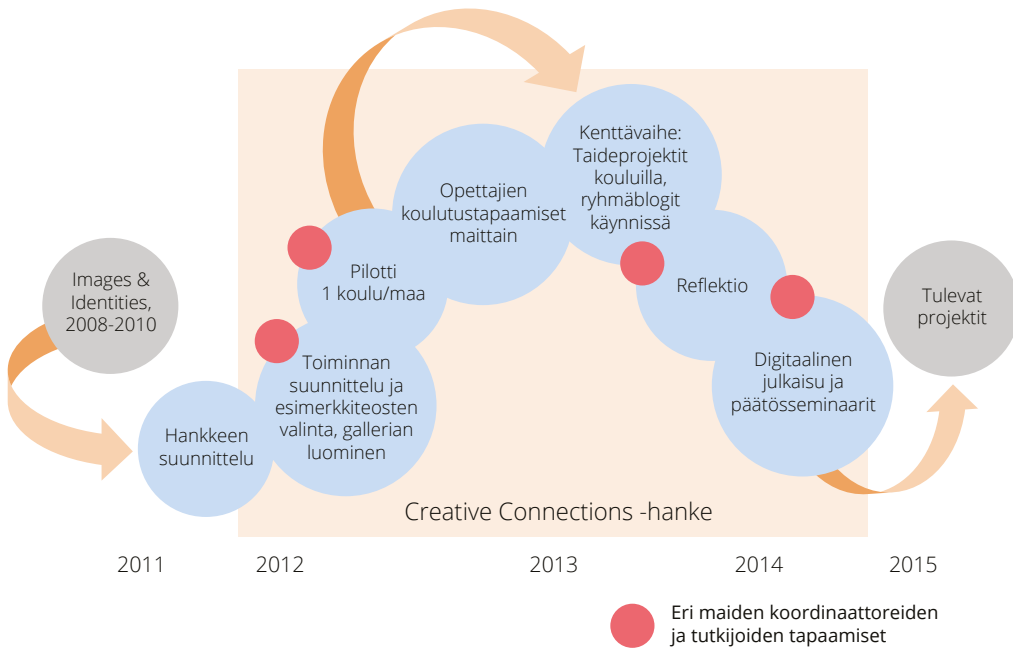 Images &
Identities,
2008-2010
Hankkeen
suunnittelu
Toiminnan
suunnittelu ja
esimerkkiteosten
valinta, gallerian
luominen
Pilotti
1 koulu/maa
Opettajien
koulutustapaamiset
maittain
Kenttävaihe:
Taideprojektit
kouluilla,
ryhmäblogit
käynnissä
Reflektio
Digitaalinen
julkaisu ja
päätösseminaarit
Tulevat
projektit
Creative Connections -hanke
2011
2012
2013
2014
2015
Eri maiden koordinaattoreiden
ja tutkijoiden tapaamiset